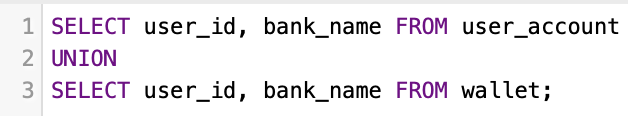 1 SELECT user_id, bank_name FROM user_account
2 UNION
3 SELECT user_id, bank_name FROM wallet;